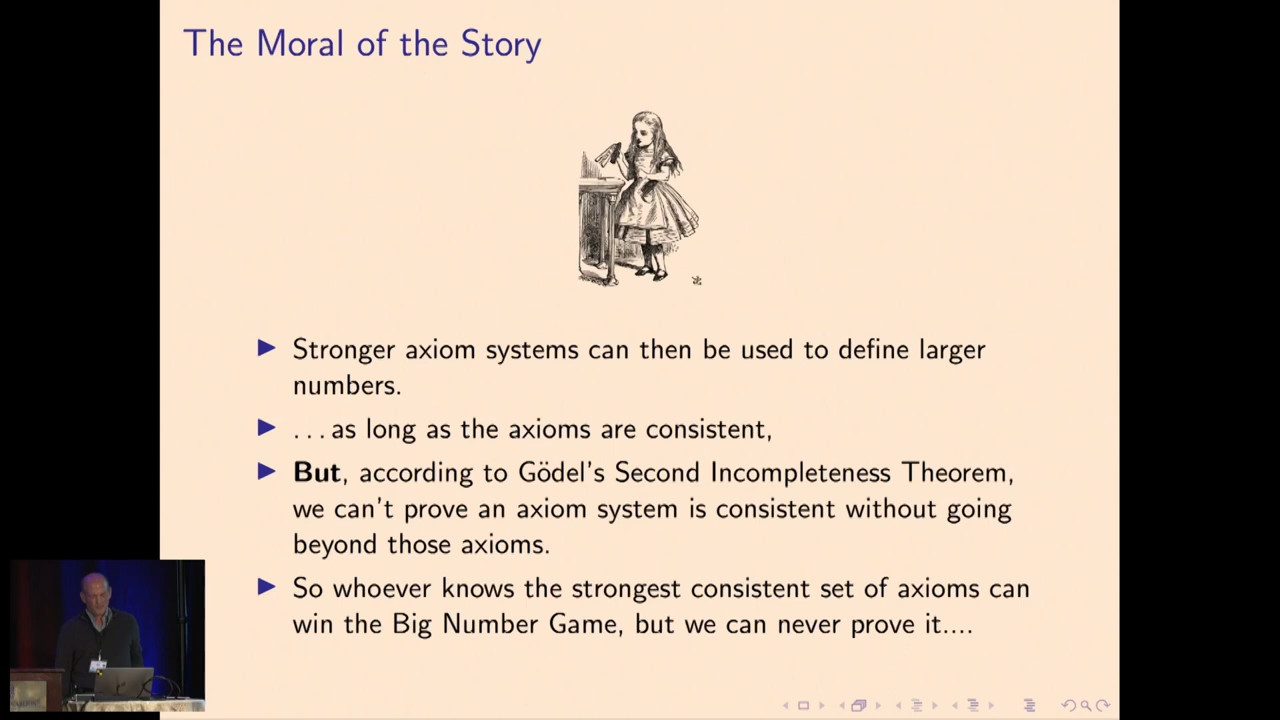 The Moral of the Story
▶ Stronger axiom systems can then be used to define larger
numbers.
▶ ...as long as the axioms are consistent,
▶ But, according to Gödel's Second Incompleteness Theorem,
we can't prove an axiom system is consistent without going
beyond those axioms.
▶ So whoever knows the strongest consistent set of axioms can
win the Big Number Game, but we can never prove it....